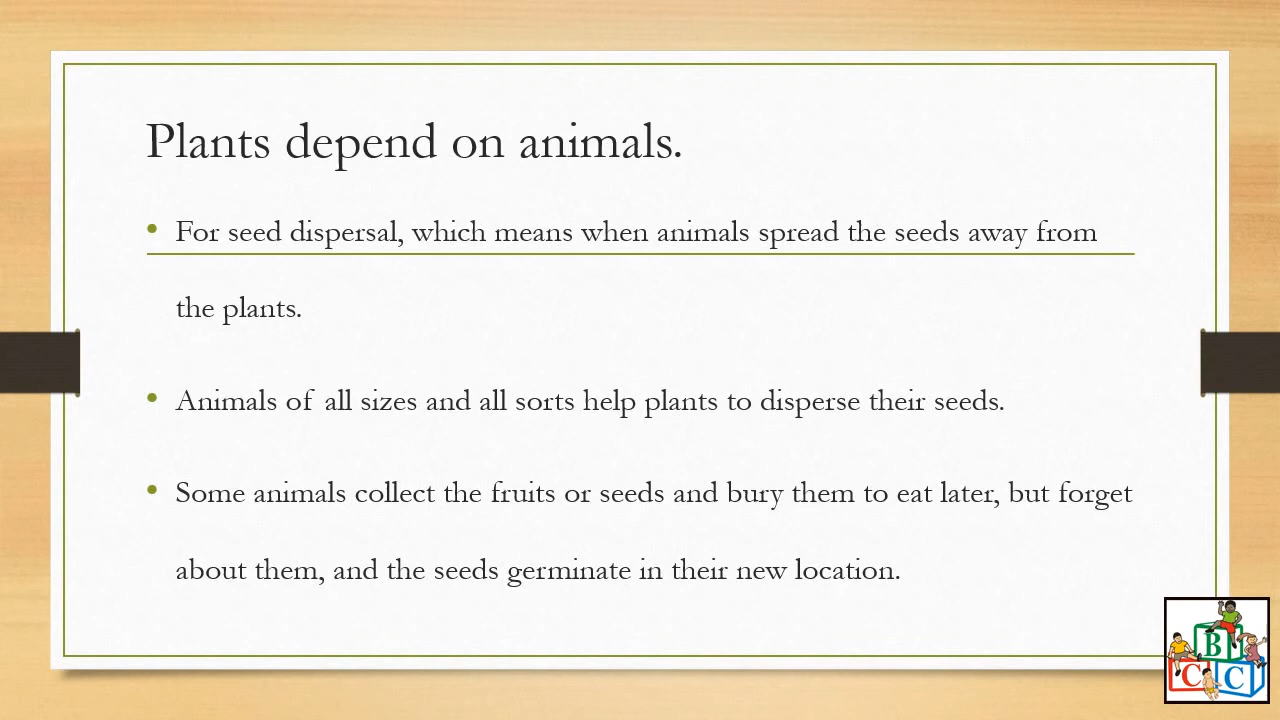 Plants depend on animals.
• For seed dispersal, which means when animals spread the seeds away from
the plants.
• Animals of all sizes and all sorts help plants to disperse their seeds.
• Some animals collect the fruits or seeds and bury them to eat later, but forget
about them, and the seeds germinate in their new location.
B
C C